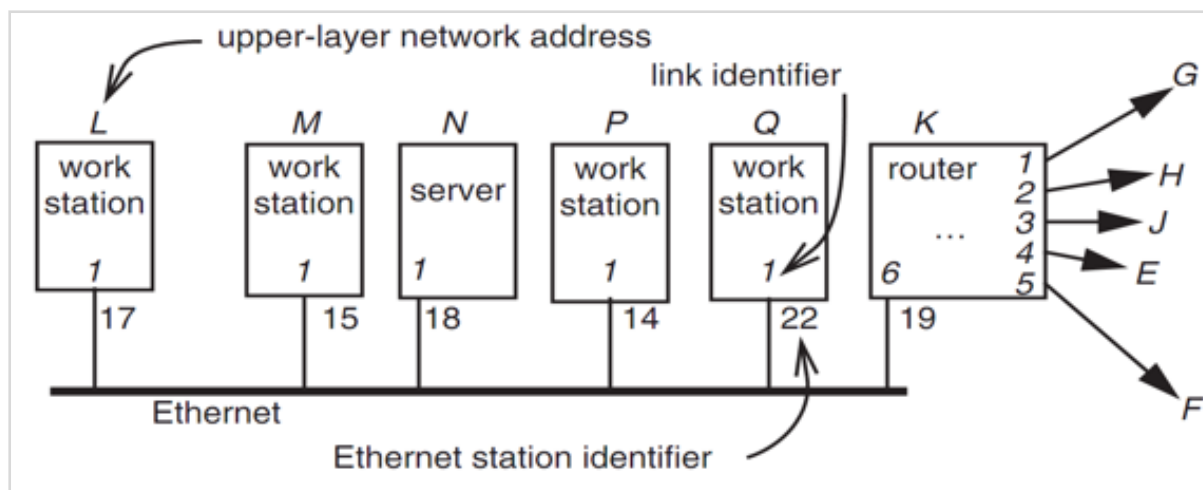 upper-layer network address
link identifier
G
L
M
N
P
Q
K
work
station
1
work
station
1
server
1
work
station
1
work
station
1
router
...
6
1
2
3
4
5
H
J
E
F
17
15
18
14
22
19
Ethernet
Ethernet station identifier